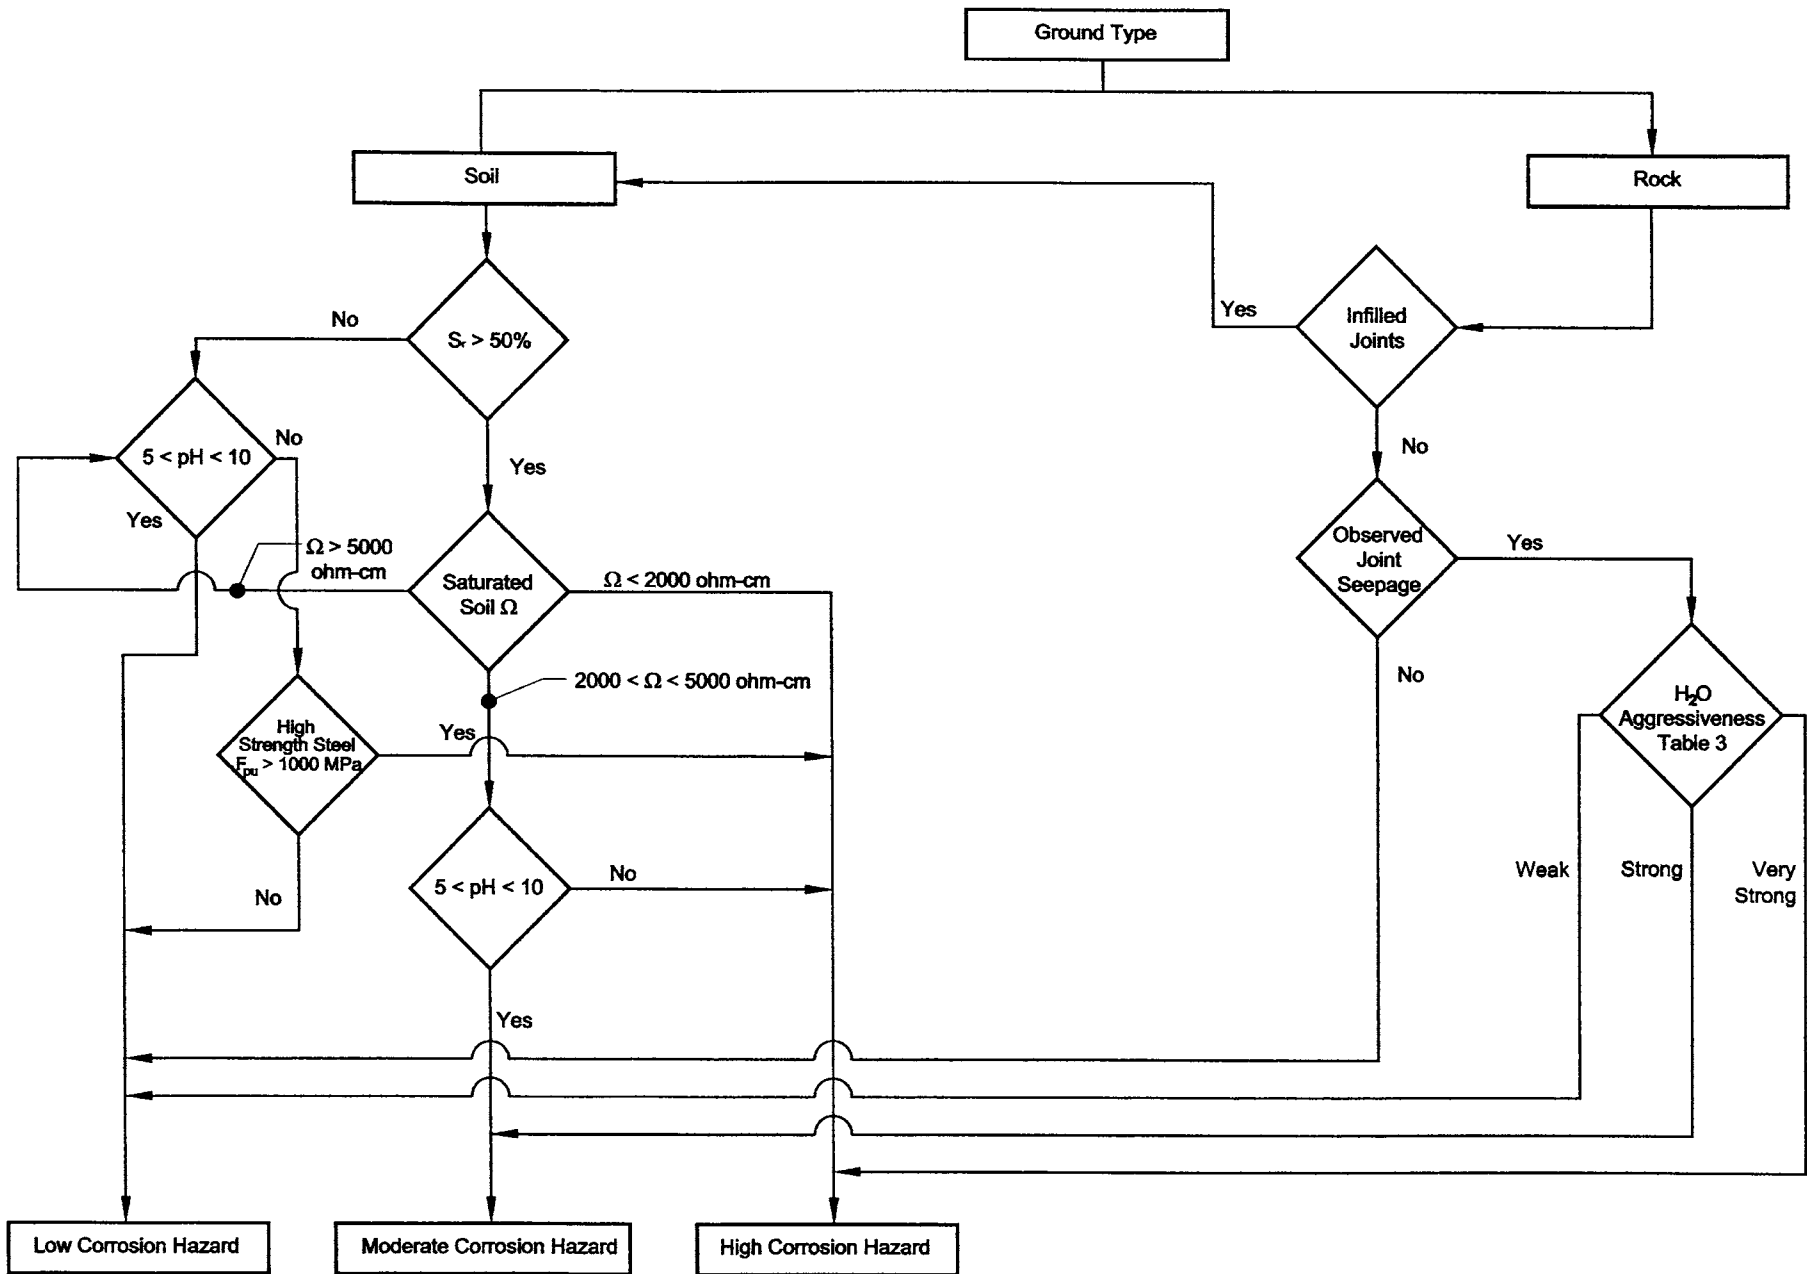 Ground Type
Soil
Rock
Yes
Infilled
Joints
No
Sr > 50%
No
5 < pH < 10
Yes
No
Yes
Ω > 5000
ohm-cm
Saturated
Soil Ω
Ω < 2000 ohm-cm
Observed
Joint
Seepage
Yes
2000 < Ω < 5000 ohm-cm
No
High
Strength Steel
Fpu > 1000 MPa
Yes
H2O
Aggressiveness
Table 3
No
5 < pH < 10
No
Weak
Strong
Very
Strong
Yes
Low Corrosion Hazard
Moderate Corrosion Hazard
High Corrosion Hazard